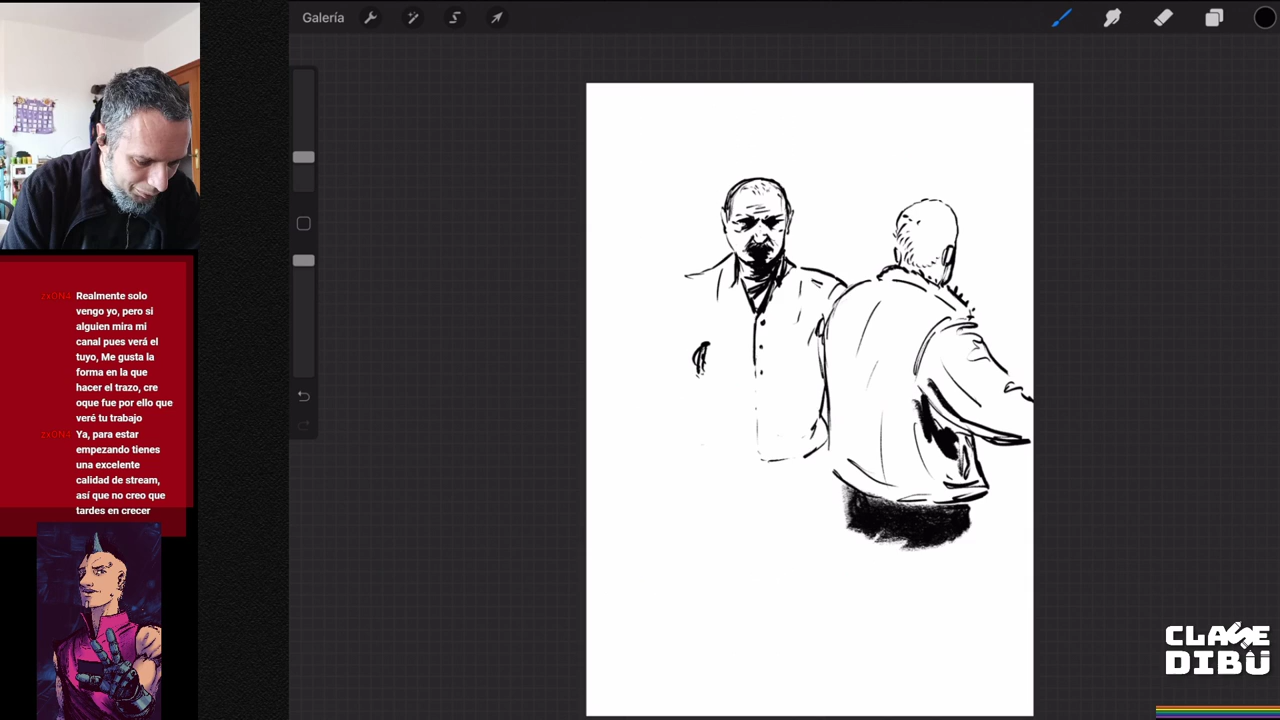 Galería
zxON4 Realmente solo
vengo yo, pero si
alguien mira mi
canal pues verá el
tuyo, Me gusta la
forma en la que
hacer el trazo, cre
oque fue por ello que
veré tu trabajo
zxON4 Ya, para estar
empezando tienes
una excelente
calidad de stream,
así que no creo que
tardes en crecer
CLASE
DIBU